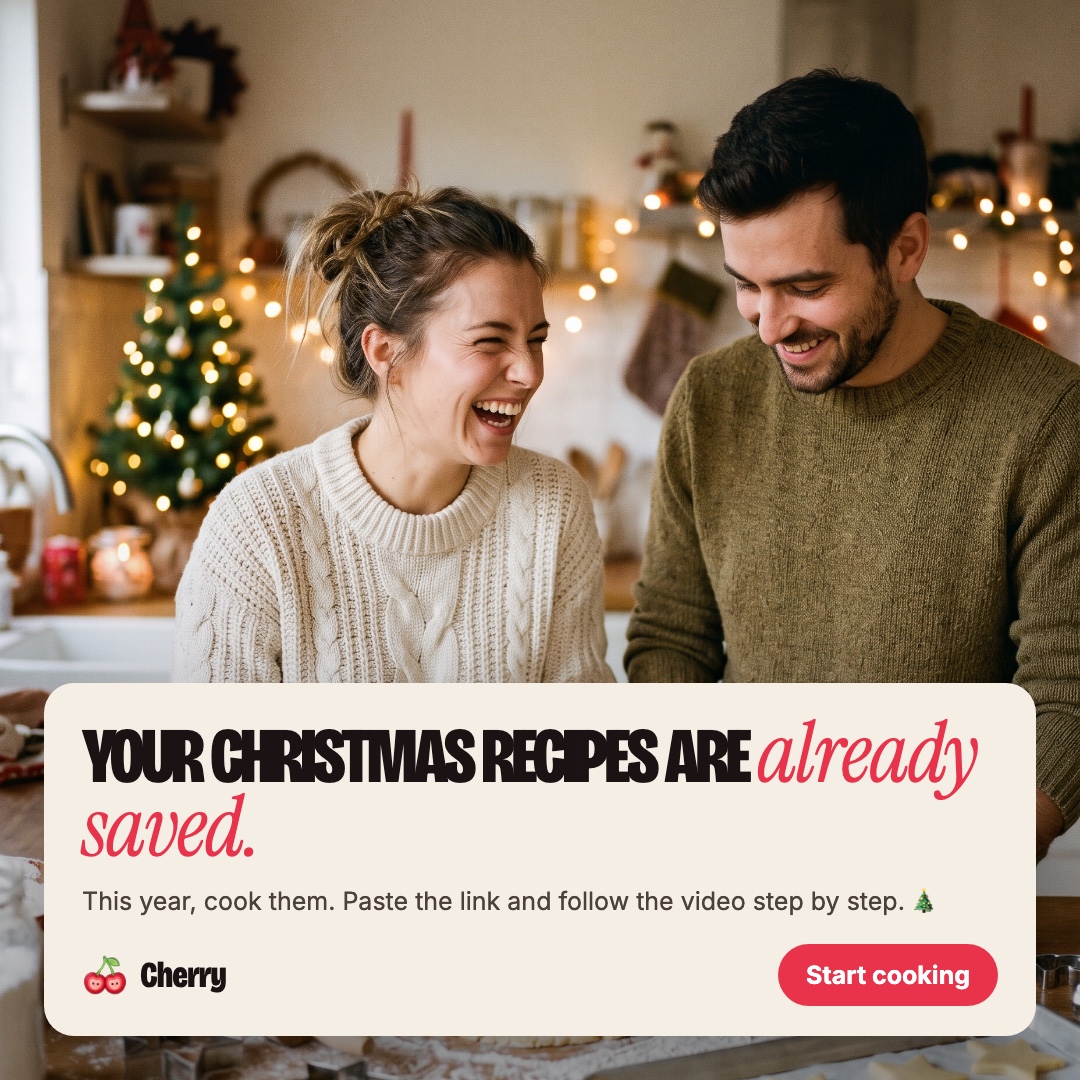 YOUR CHRISTMAS RECIPES ARE already
saved.
This year, cook them. Paste the link and follow the video step by step. 🎄
Cherry
Start cooking